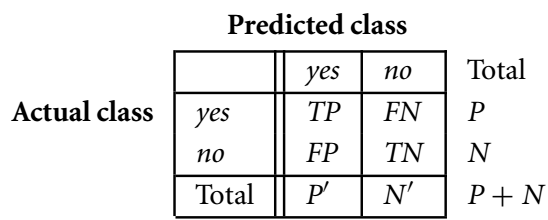 Predicted class
yes no Total
Actual class yes TP FN P
no FP TN N
Total P′ N′ P + N